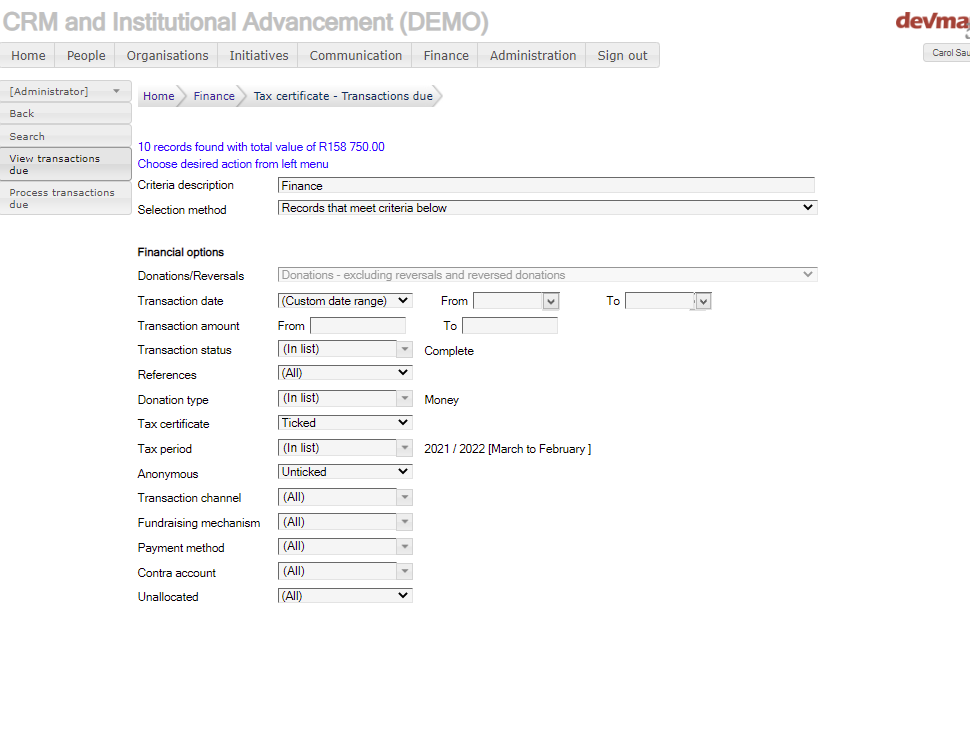 CRM and Institutional Advancement (DEMO)
devma
Home People Organisations Initiatives Communication Finance Administration Sign out
Carol Sau
[Administrator]
Back
Search
View transactions
due
Process transactions
due
Home Finance Tax certificate - Transactions due
10 records found with total value of R158 750.00
Choose desired action from left menu
Criteria description Finance
Selection method Records that meet criteria below
Financial options
Donations/Reversals Donations - excluding reversals and reversed donations
Transaction date (Custom date range) From To
Transaction amount From To
Transaction status (In list) Complete
References (All)
Donation type (In list) Money
Tax certificate Ticked
Tax period (In list) 2021 / 2022 [March to February ]
Anonymous Unticked
Transaction channel (All)
Fundraising mechanism (All)
Payment method (All)
Contra account (All)
Unallocated (All)